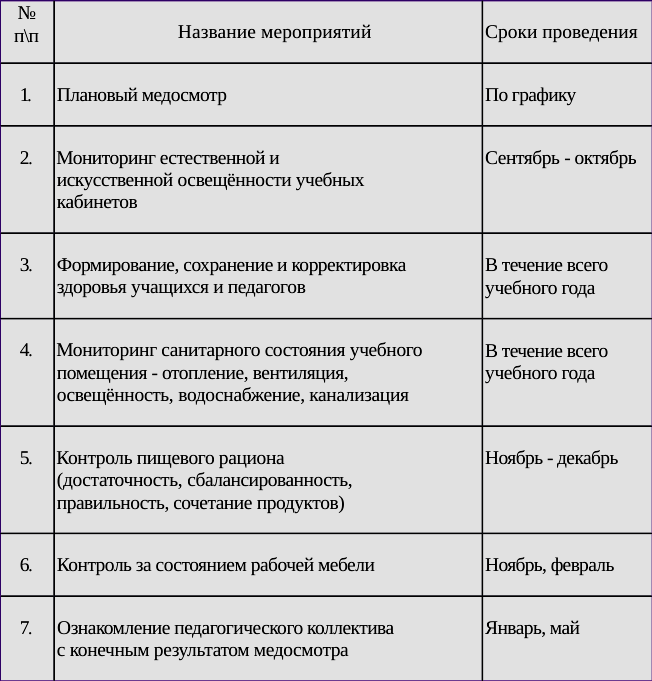 №
п\п
Название мероприятий
Сроки проведения
1.
Плановый медосмотр
По графику
2.
Мониторинг естественной и
искусственной освещённости учебных
кабинетов
Сентябрь - октябрь
3.
Формирование, сохранение и корректировка
здоровья учащихся и педагогов
В течение всего
учебного года
4.
Мониторинг санитарного состояния учебного
помещения - отопление, вентиляция,
освещённость, водоснабжение, канализация
В течение всего
учебного года
5.
Контроль пищевого рациона
(достаточность, сбалансированность,
правильность, сочетание продуктов)
Ноябрь - декабрь
6.
Контроль за состоянием рабочей мебели
Ноябрь, февраль
7.
Ознакомление педагогического коллектива
с конечным результатом медосмотра
Январь, май